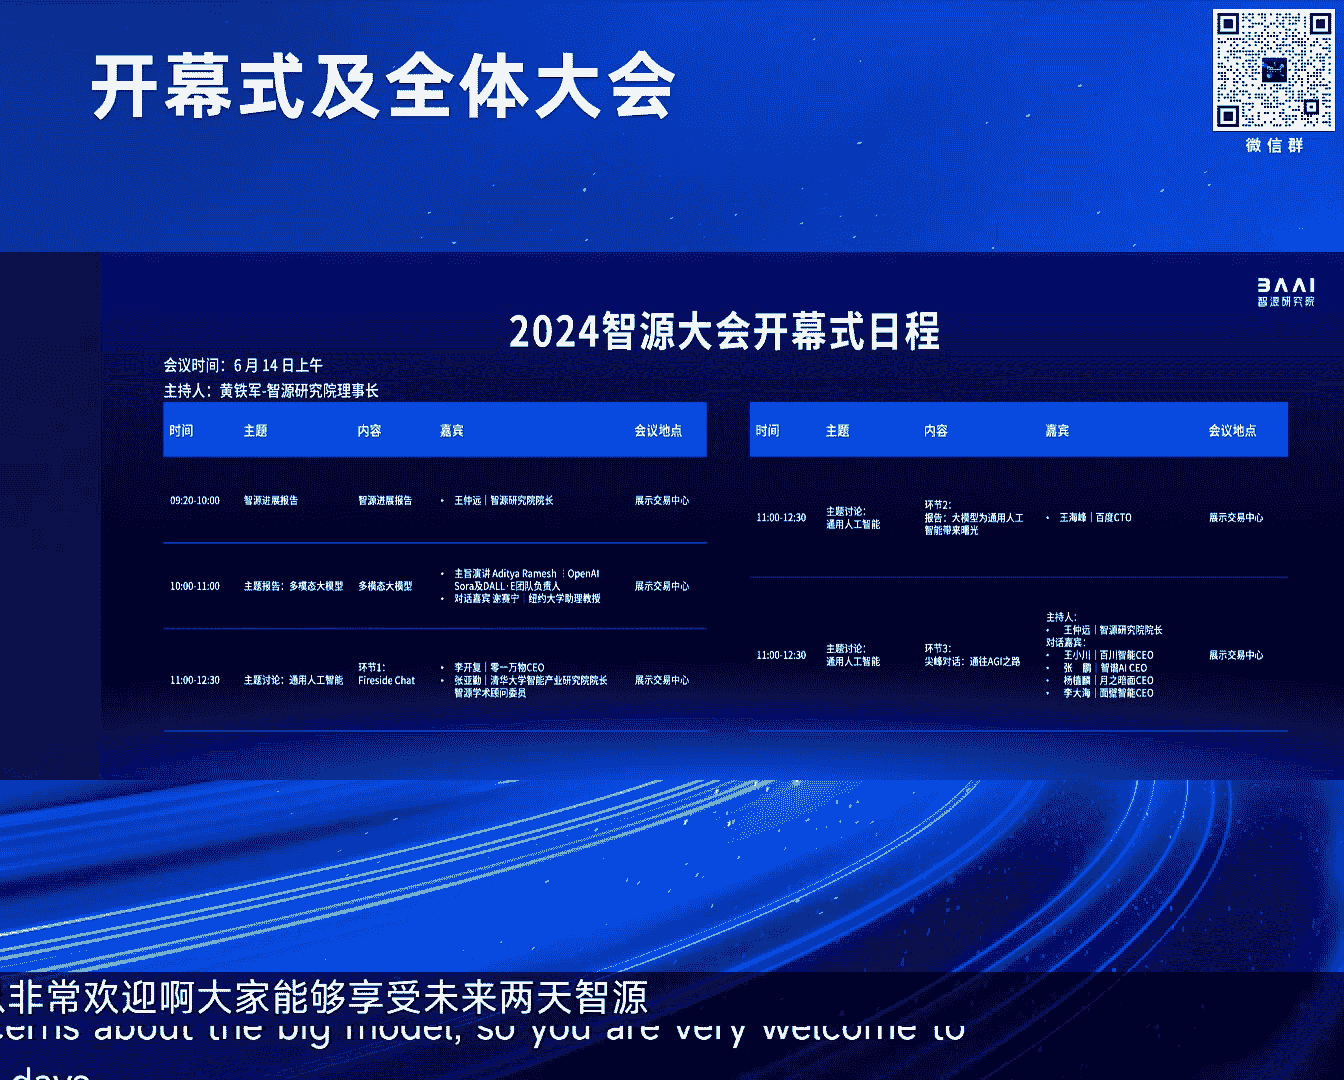 开幕式及全体大会
微信群
BAAI
智源研究院
2024智源大会开幕式日程
会议时间：6月14日上午
主持人：黄铁军-智源研究院理事长
时间 主题 内容 嘉宾 会议地点
09:20-10:00 智源进展报告 智源进展报告 • 王仲远｜智源研究院院长 展示交易中心
10:00-11:00 主题报告：多模态大模型 多模态大模型 • 主旨演讲 Aditya Ramesh｜OpenAI
Sora及DALL·E团队负责人
• 对话嘉宾 谢赛宁｜纽约大学助理教授 展示交易中心
11:00-12:30 主题讨论：通用人工智能 环节1：
Fireside Chat
• 李开复｜零一万物CEO
• 张亚勤｜清华大学智能产业研究院院长
智源学术顾问委员 展示交易中心
时间 主题 内容 嘉宾 会议地点
11:00-12:30 主题讨论：
通用人工智能
环节2：
报告：大模型为通用人工
智能带来曙光
• 王海峰｜百度CTO 展示交易中心
11:00-12:30 主题讨论：
通用人工智能
环节3：
尖峰对话：通往AGI之路
主持人：
• 王仲远｜智源研究院院长
对话嘉宾：
• 王小川｜百川智能CEO
• 张 鹏｜智谱AI CEO
• 杨植麟｜月之暗面CEO
• 李大海｜面壁智能CEO
展示交易中心
非常欢迎啊大家能够享受未来两天智源
about the big model, so you are very welcome to
days